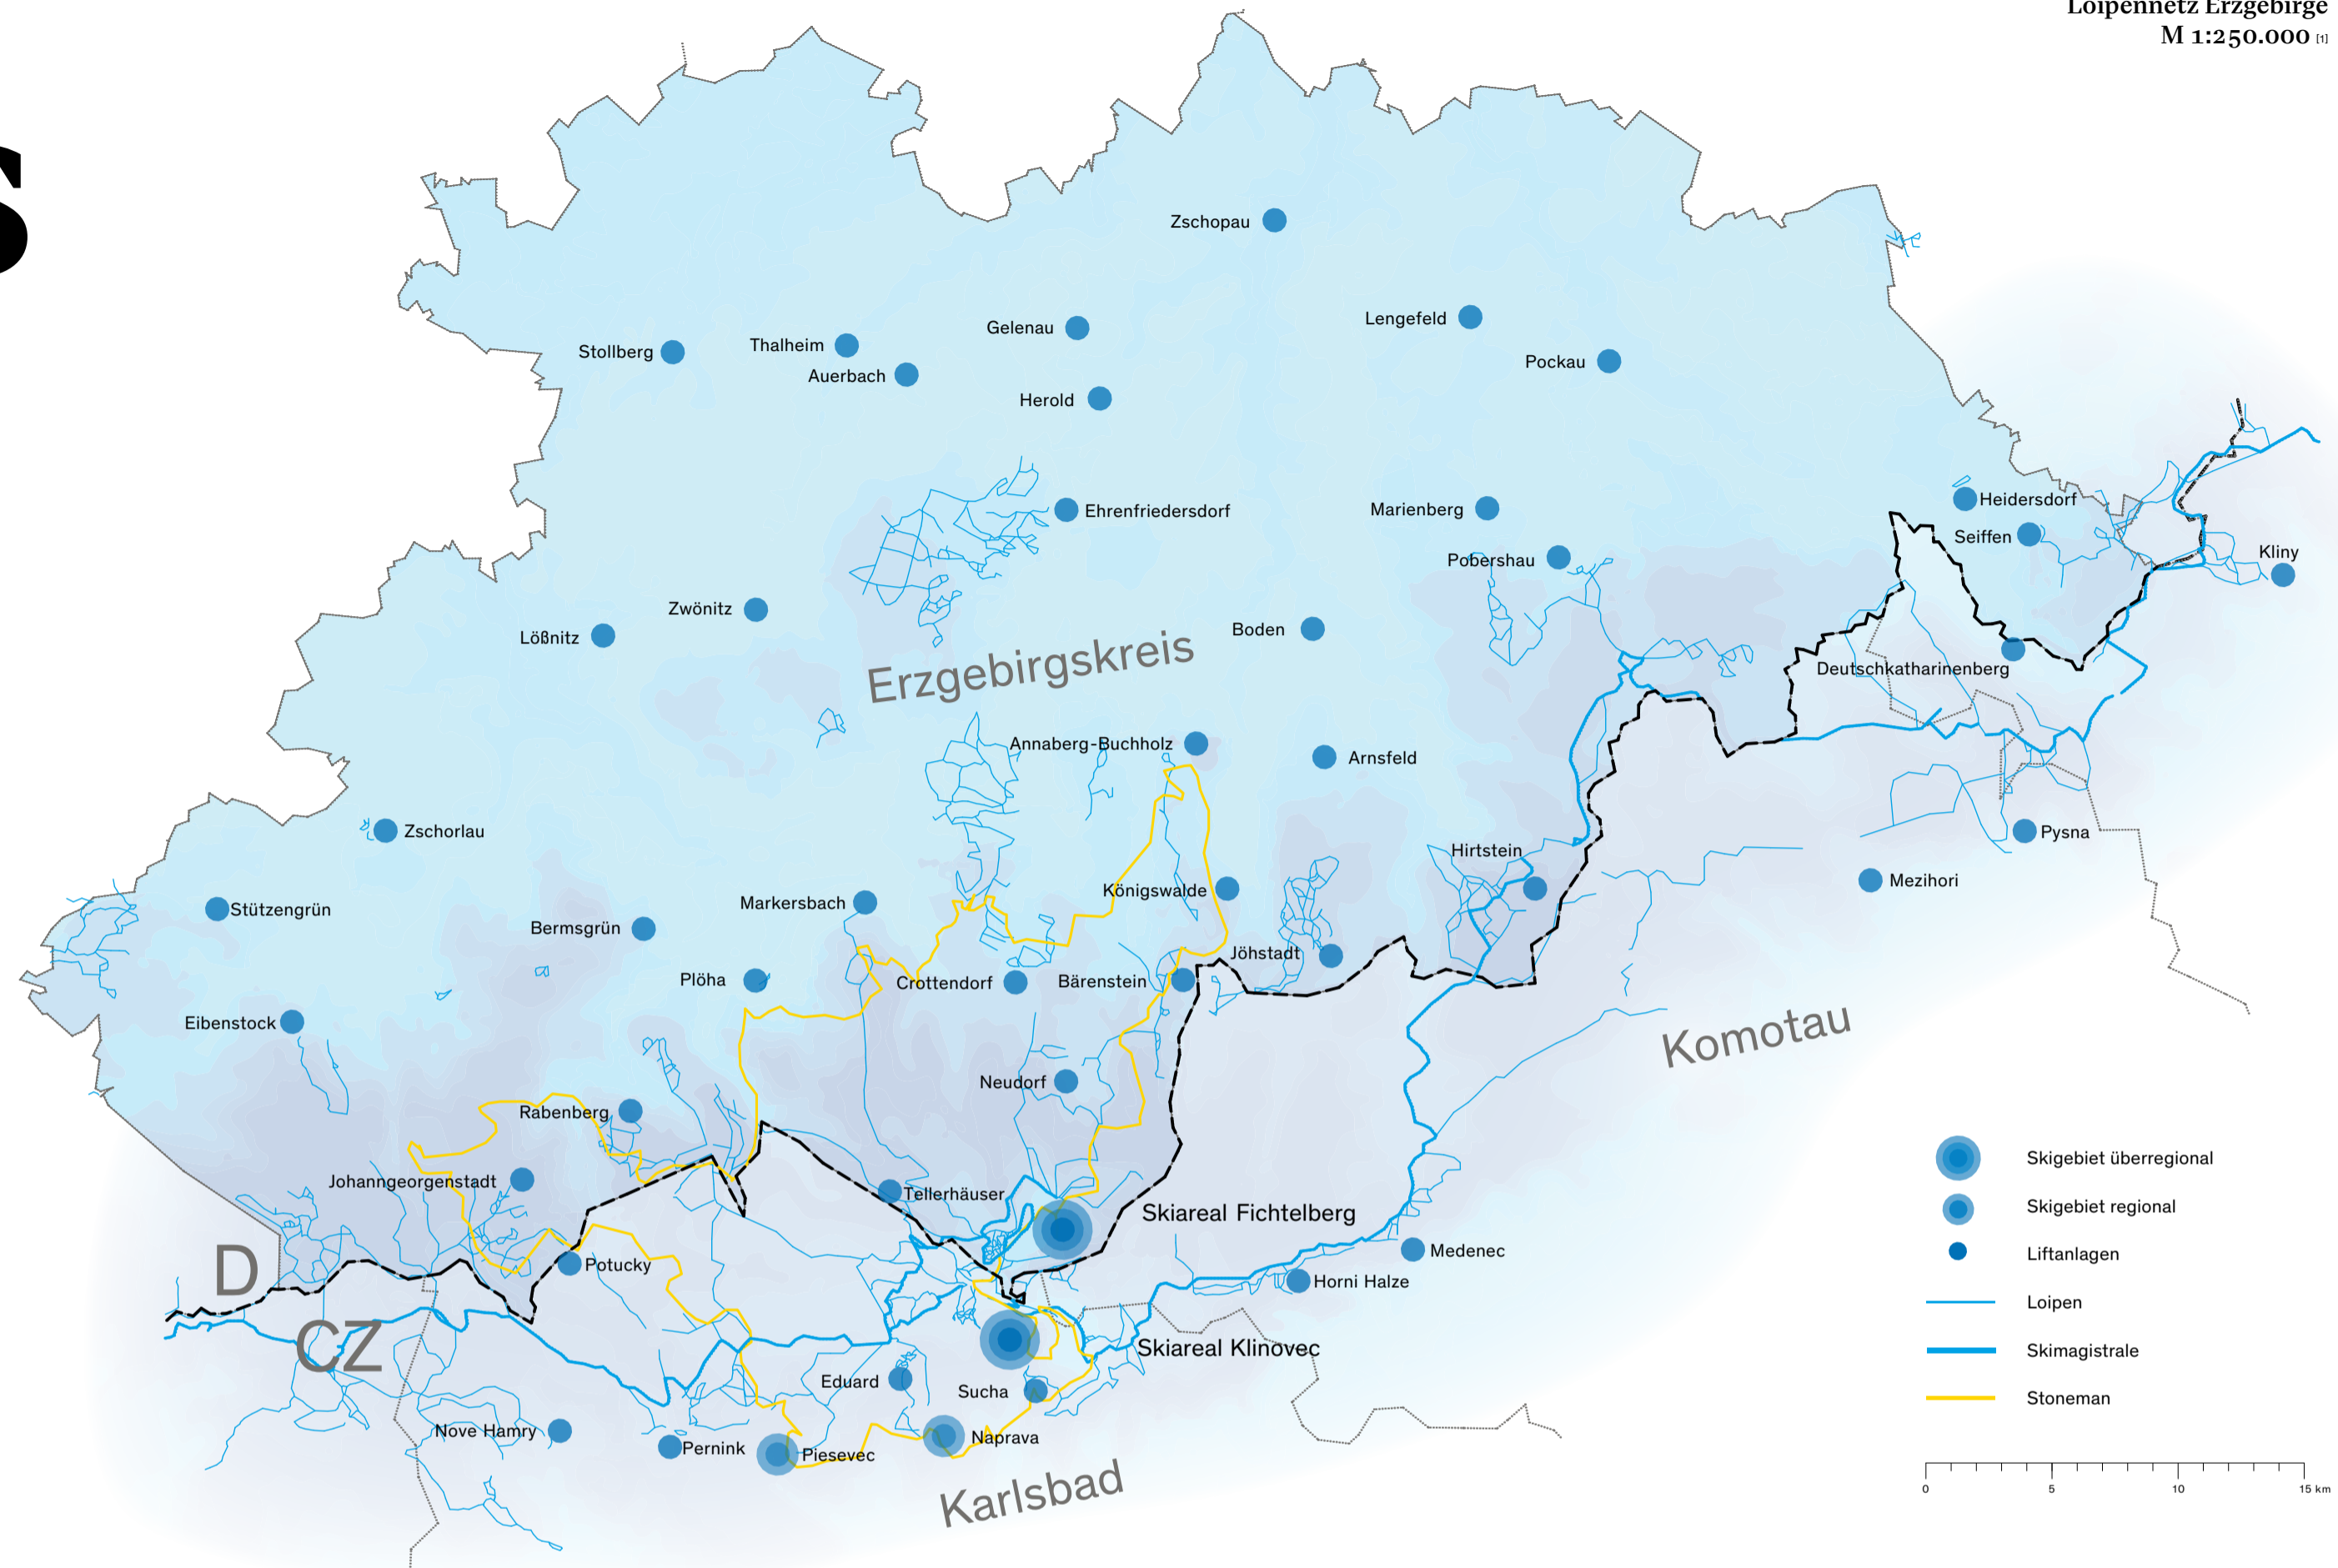 Loipennetz Erzgebirge
M 1:250.000 [1]
s
Zschopau
Lengefeld
Gelenau
Thalheim
Stollberg
Pockau
Auerbach
Herold
Heidersdorf
Marienberg
Ehrenfriedersdorf
Seiffen
Kliny
Pobershau
Zwönitz
Boden
Lößnitz
Erzgebirgskreis
Deutschkatharinenberg
Annaberg-Buchholz
Arnsfeld
Zschorlau
Pysna
Hirtstein
Mezihori
Königswalde
Markersbach
Stützengrün
Bermsgrün
Jöhstadt
Plöha
Crottendorf
Bärenstein
Eibenstock
Komotau
Neudorf
Rabenberg
Johanngeorgenstadt
Tellerhäuser
Skiareal Fichtelberg
Medenec
Potucky
D
Horni Halze
CZ
Skiareal Klinovec
Eduard
Sucha
Nove Hamry
Naprava
Pernink
Piesevec
Karlsbad
Skigebiet überregional
Skigebiet regional
Liftanlagen
Loipen
Skimagistrale
Stoneman
0 5 10 15 km